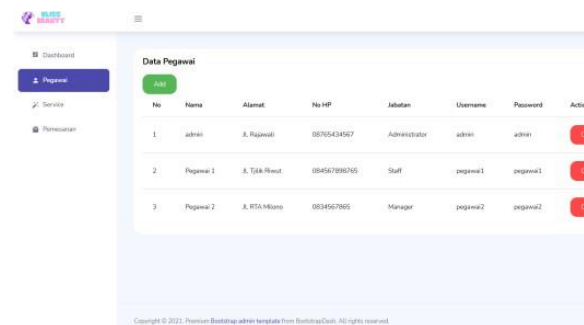 BLISS
BEAUTY
Dashboard
Pegawai
Service
Pemesanan
Data Pegawai
Add
No Nama Alamat No HP Jabatan Username Password Actio
1 admin Jl. Rajawali 08765434567 Administrator admin admin
2 Pegawai 1 Jl. Tjilik Riwut 084567898765 Staff pegawai1 pegawai1
3 Pegawai 2 Jl. RTA Milono 0834567865 Manager pegawai2 pegawai2
Copyright © 2021. Premium Bootstrap admin template from BootstrapDash. All rights reserved.